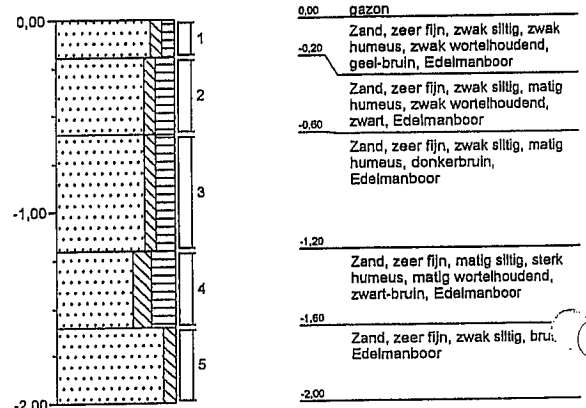 0,00
1
2
3
-1,00
4
5
-2,00
0,00 gazon
Zand, zeer fijn, zwak siltig, zwak
humeus, zwak wortelhoudend,
-0,20
geel-bruin, Edelmanboor
Zand, zeer fijn, zwak siltig, matig
humeus, zwak wortelhoudend,
zwart, Edelmanboor
-0,60
Zand, zeer fijn, zwak siltig, matig
humeus, donkerbruin,
Edelmanboor
-1,20
Zand, zeer fijn, matig siltig, sterk
humeus, matig wortelhoudend,
zwart-bruin, Edelmanboor
-1,60
Zand, zeer fijn, zwak siltig,
Edelmanboor
-2,00